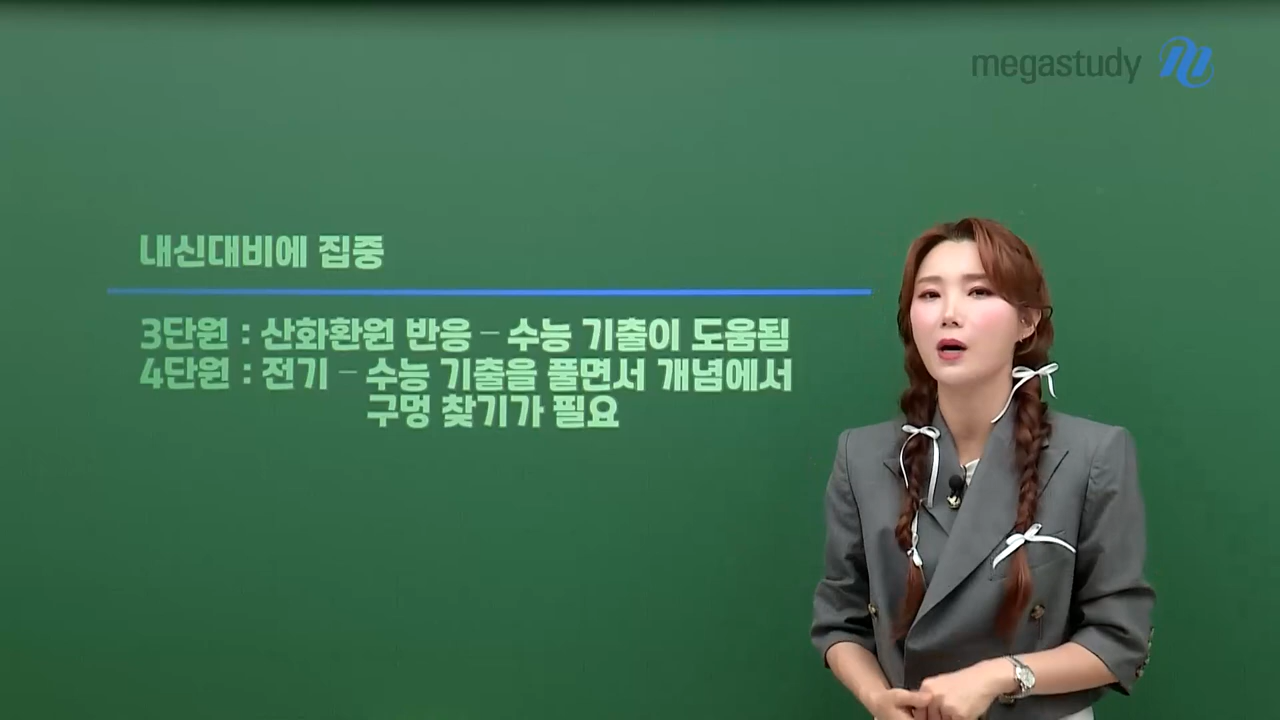 megastudy
내신대비에 집중
3단원 : 산화환원 반응 - 수능 기출이 도움됨
4단원 : 전기 - 수능 기출을 풀면서 개념에서
구멍 찾기가 필요